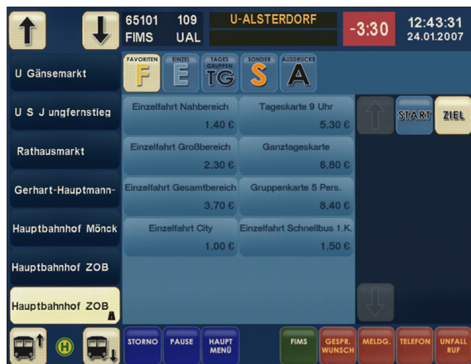 65101 109
FIMS UAL
U-ALSTERDORF
-3:30
12:43:31
24.01.2007
FAVORITEN
F
EINZEL
E
TAGES
GRUPPEN
TG
SONDER
S
AUSDRUCKE
A
U Gänsemarkt
U S J ungfernstieg
Rathausmarkt
Gerhart-Hauptmann-
Hauptbahnhof Mönck
Hauptbahnhof ZOB
Hauptbahnhof ZOB
Einzelfahrt Nahbereich
1,40 €
Tageskarte 9 Uhr
5,30 €
Einzelfahrt Großbereich
2,30 €
Ganztageskarte
6,80 €
Einzelfahrt Gesamtbereich
3,70 €
Gruppenkarte 5 Pers.
8,40 €
Einzelfahrt City
1,00 €
Einzelfahrt Schnellbus 1.K.
1,50 €
START
ZIEL
H
STORNO
PAUSE
HAUPT
MENÜ
FIMS
GESPR.
WUNSCH
MELDG.
TELEFON
UNFALL
RUF